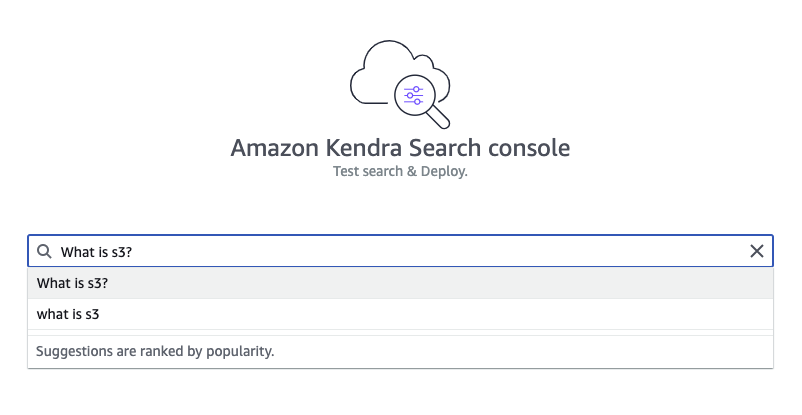 Amazon Kendra Search console
Test search & Deploy.
What is s3?
What is s3?
what is s3
Suggestions are ranked by popularity.